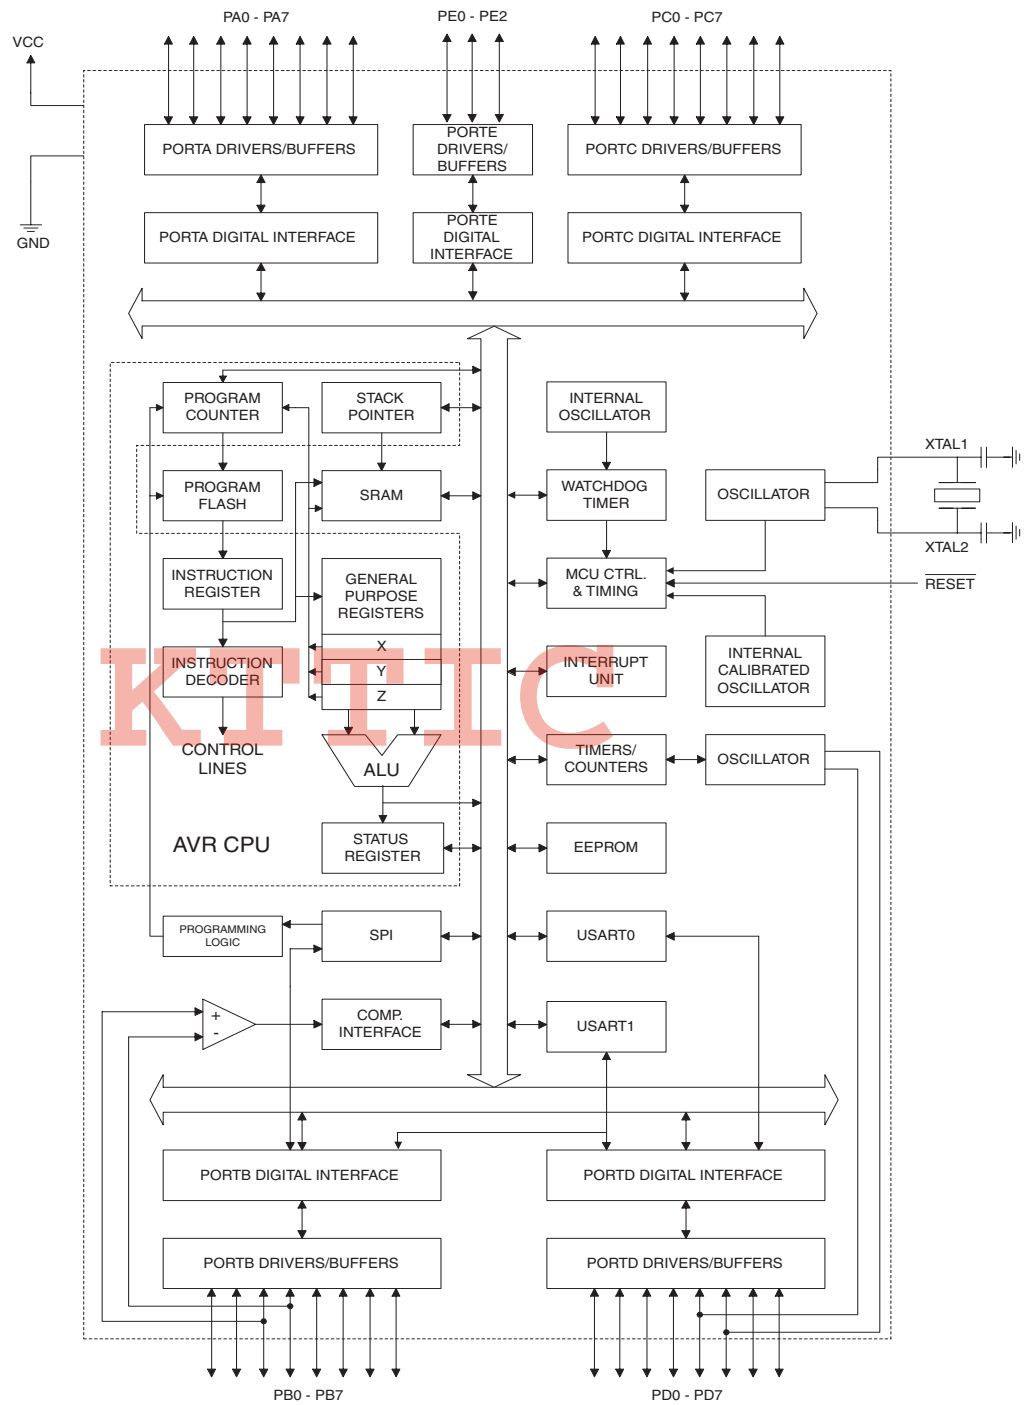 PA0 - PA7
PE0 - PE2
PC0 - PC7
VCC
GND
PORTA DRIVERS/BUFFERS
PORTE
DRIVERS/
BUFFERS
PORTC DRIVERS/BUFFERS
PORTA DIGITAL INTERFACE
PORTE
DIGITAL
INTERFACE
PORTC DIGITAL INTERFACE
PROGRAM
COUNTER
STACK
POINTER
INTERNAL
OSCILLATOR
XTAL1
PROGRAM
FLASH
SRAM
WATCHDOG
TIMER
OSCILLATOR
XTAL2
INSTRUCTION
REGISTER
GENERAL
PURPOSE
REGISTERS
X
Y
Z
MCU CTRL.
& TIMING
RESET
INSTRUCTION
DECODER
INTERRUPT
UNIT
INTERNAL
CALIBRATED
OSCILLATOR
KTTIC
CONTROL
LINES
ALU
TIMERS/
COUNTERS
OSCILLATOR
AVR CPU
STATUS
REGISTER
EEPROM
PROGRAMMING
LOGIC
SPI
USART0
+
-
COMP.
INTERFACE
USART1
PORTB DIGITAL INTERFACE
PORTD DIGITAL INTERFACE
PORTB DRIVERS/BUFFERS
PORTD DRIVERS/BUFFERS
PB0 - PB7
PD0 - PD7